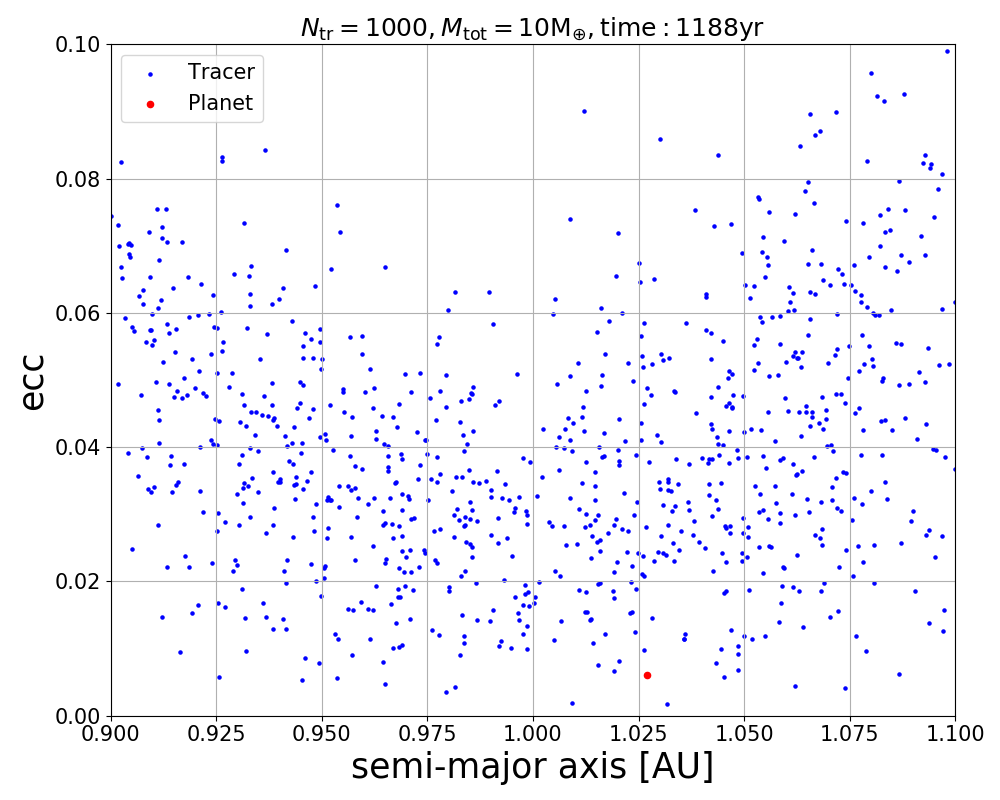 N_tr = 1000, M_tot = 10M_⊕, time : 1188yr
Tracer
Planet
ecc
0.10
0.08
0.06
0.04
0.02
0.00
0.900 0.925 0.950 0.975 1.000 1.025 1.050 1.075 1.100
semi-major axis [AU]